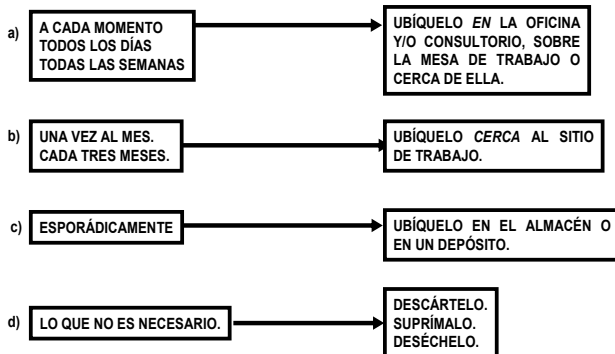 a)
A CADA MOMENTO
TODOS LOS DÍAS
TODAS LAS SEMANAS
UBÍQUELO EN LA OFICINA
Y/O CONSULTORIO, SOBRE
LA MESA DE TRABAJO O
CERCA DE ELLA.
b)
UNA VEZ AL MES.
CADA TRES MESES.
UBÍQUELO CERCA AL SITIO
DE TRABAJO.
c)
ESPORÁDICAMENTE
UBÍQUELO EN EL ALMACÉN O
EN UN DEPÓSITO.
d)
LO QUE NO ES NECESARIO.
DESCÁRTELO.
SUPRÍMALO.
DESÉCHELO.